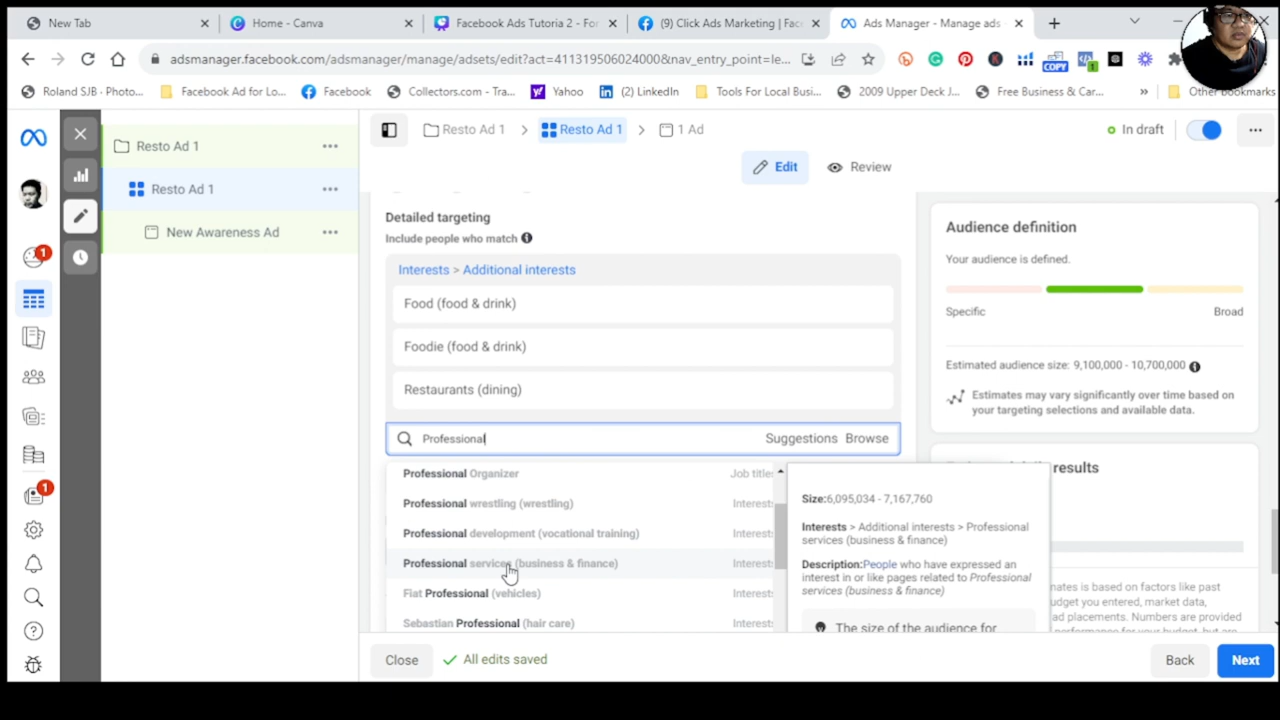 New Tab
Home - Canva
Facebook Ads Tutoria 2 - For
(9) Click Ads Marketing | Face
Ads Manager - Manage ads
adsmanager.facebook.com/adsmanager/manage/adsets/edit?act=411319506024000&nav_entry_point=le...
COPY
1
Roland SJB - Photo...
Facebook Ad for Lo...
Facebook
Collectors.com - Tra...
Yahoo
(2) LinkedIn
Tools For Local Busi...
2009 Upper Deck J...
Free Business & Car...
»
Other bookmarks
Resto Ad 1
Resto Ad 1
New Awareness Ad
1
1
Resto Ad 1
Resto Ad 1
1 Ad
In draft
Edit
Review
Detailed targeting
Include people who match
Interests > Additional interests
Food (food & drink)
Foodie (food & drink)
Restaurants (dining)
Professional
Suggestions
Browse
Professional Organizer
Job title
Professional wrestling (wrestling)
Interest
Professional development (vocational training)
Interest
Professional services (business & finance)
Interest
Fiat Professional (vehicles)
Interest
Sebastian Professional (hair care)
Interest
Size:6,095,034 - 7,167,760
Interests > Additional interests > Professional
services (business & finance)
Description:People who have expressed an
interest in or like pages related to Professional
services (business & finance)
The size of the audience for
Audience definition
Your audience is defined.
Specific
Broad
Estimated audience size: 9,100,000 - 10,700,000
Estimates may vary significantly over time based on
your targeting selections and available data.
results
mates is based on factors like past
udget you entered, market data,
ad placements. Numbers are provided
Close
All edits saved
Back
Next